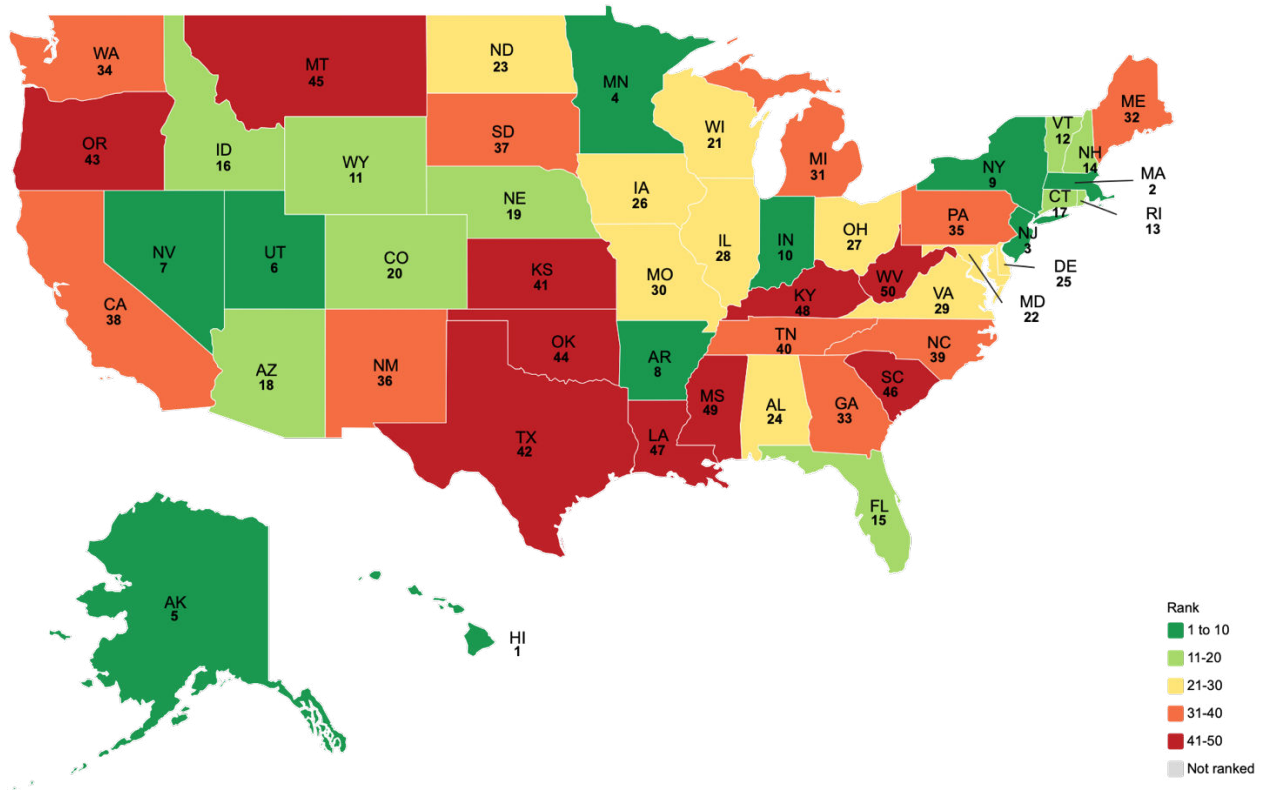 WA
34
MT
45
ND
23
MN
4
OR
43
ID
16
WY
11
SD
37
WI
21
MI
31
VT
12
NH
14
ME
32
NY
9
MA
2
CT
17
RI
13
NV
7
UT
6
CO
20
NE
19
IA
26
IL
28
IN
10
OH
27
PA
35
NJ
3
DE
25
MD
22
CA
38
KS
41
MO
30
KY
48
WV
50
VA
29
AZ
18
NM
36
OK
44
AR
8
TN
40
NC
39
TX
42
LA
47
MS
49
AL
24
GA
33
SC
46
FL
15
AK
5
HI
1
Rank
1 to 10
11-20
21-30
31-40
41-50
Not ranked